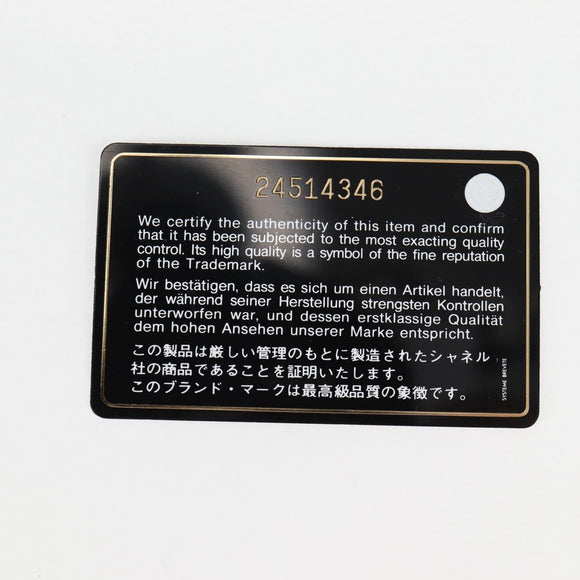 24514346
We certify the authenticity of this item and confirm
that it has been subjected to the most exacting quality
control. Its high quality is a symbol of the fine reputation
of the Trademark.
Wir bestätigen, dass es sich um einen Artikel handelt,
der während seiner Herstellung strengsten Kontrollen
unterworfen war, und dessen erstklassige Qualität
dem hohen Ansehen unserer Marke entspricht.
この製品は厳しい管理のもとに製造されたシャネル
社の商品であることを証明いたします。
このブランド・マークは最高級品質の象徴です。
SYSTEME BREVETE